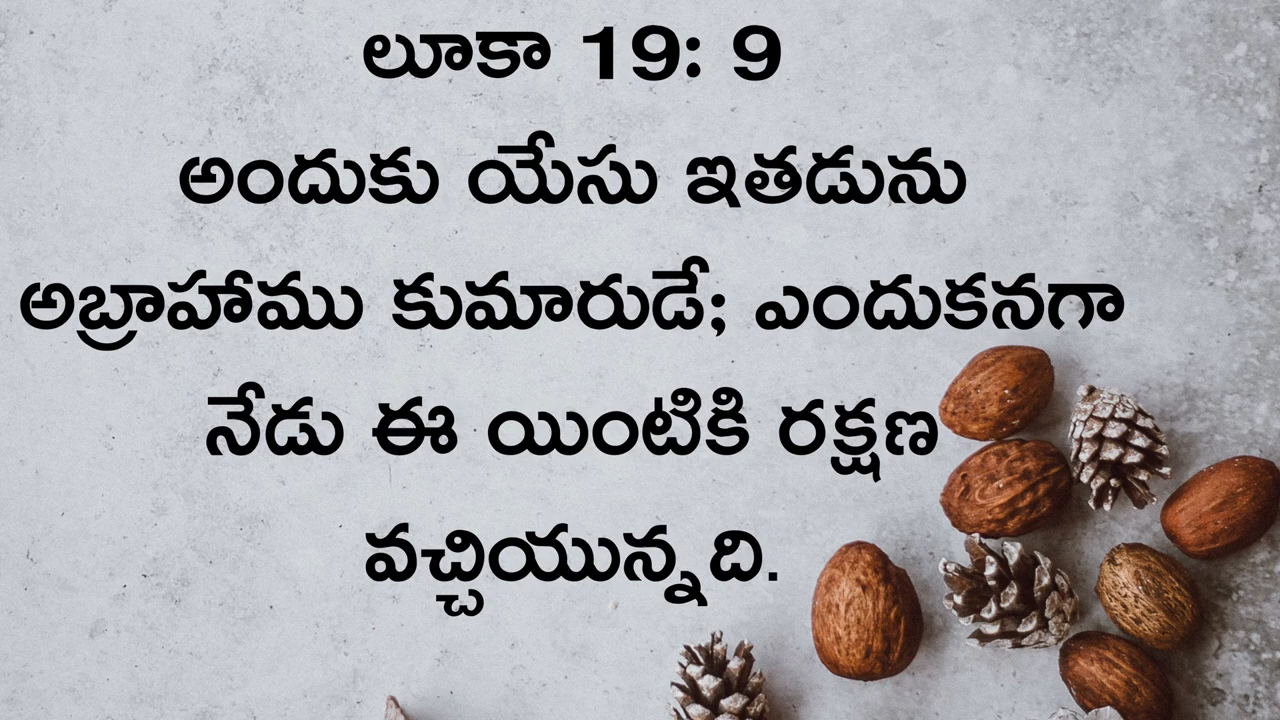 లూకా 19: 9
అందుకు యేసు ఇతడును
అబ్రాహాము కుమారుడే; ఎందుకనగా
నేడు ఈ యింటికి రక్షణ
వచ్చియున్నది.